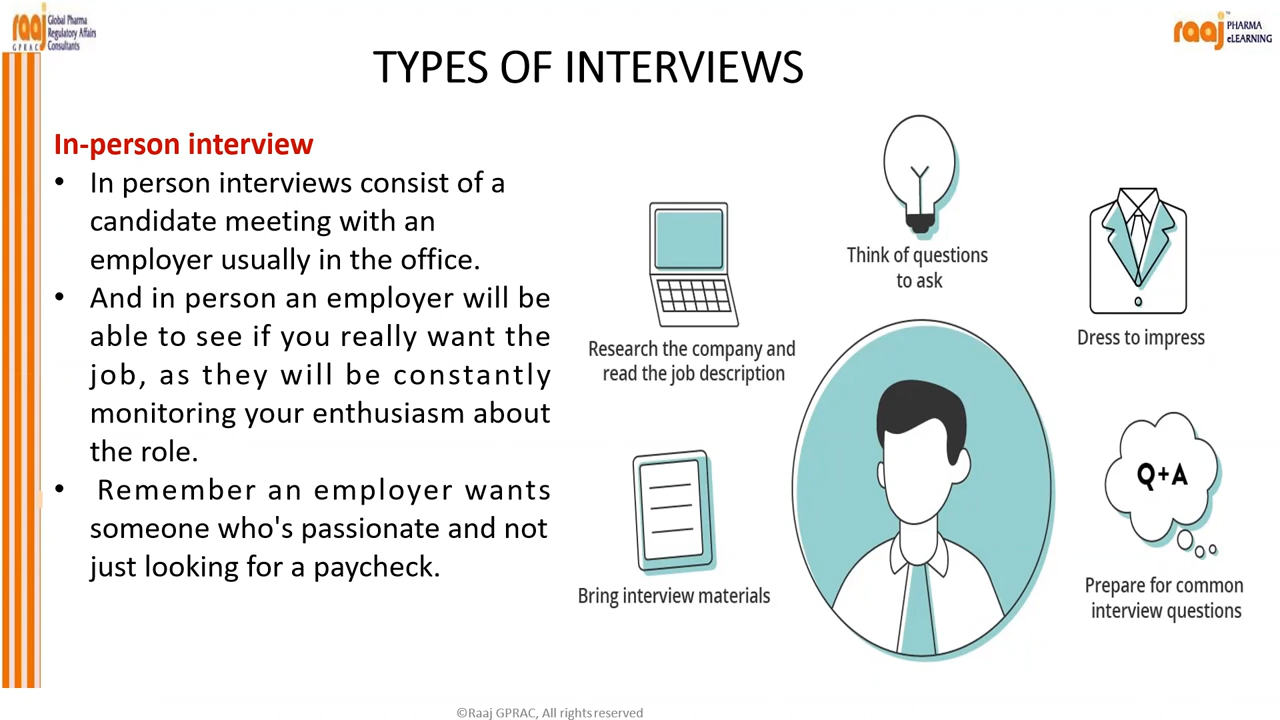 raaj
GPRAC
Global Pharma
Regulatory Affairs
Consultants
raaj
™
PHARMA
eLEARNING
TYPES OF INTERVIEWS
In-person interview
• In person interviews consist of a
candidate meeting with an
employer usually in the office.
• And in person an employer will be
able to see if you really want the
job, as they will be constantly
monitoring your enthusiasm about
the role.
• Remember an employer wants
someone who's passionate and not
just looking for a paycheck.
Think of questions
to ask
Dress to impress
Research the company and
read the job description
Q+A
Bring interview materials
Prepare for common
interview questions
©Raaj GPRAC, All rights reserved